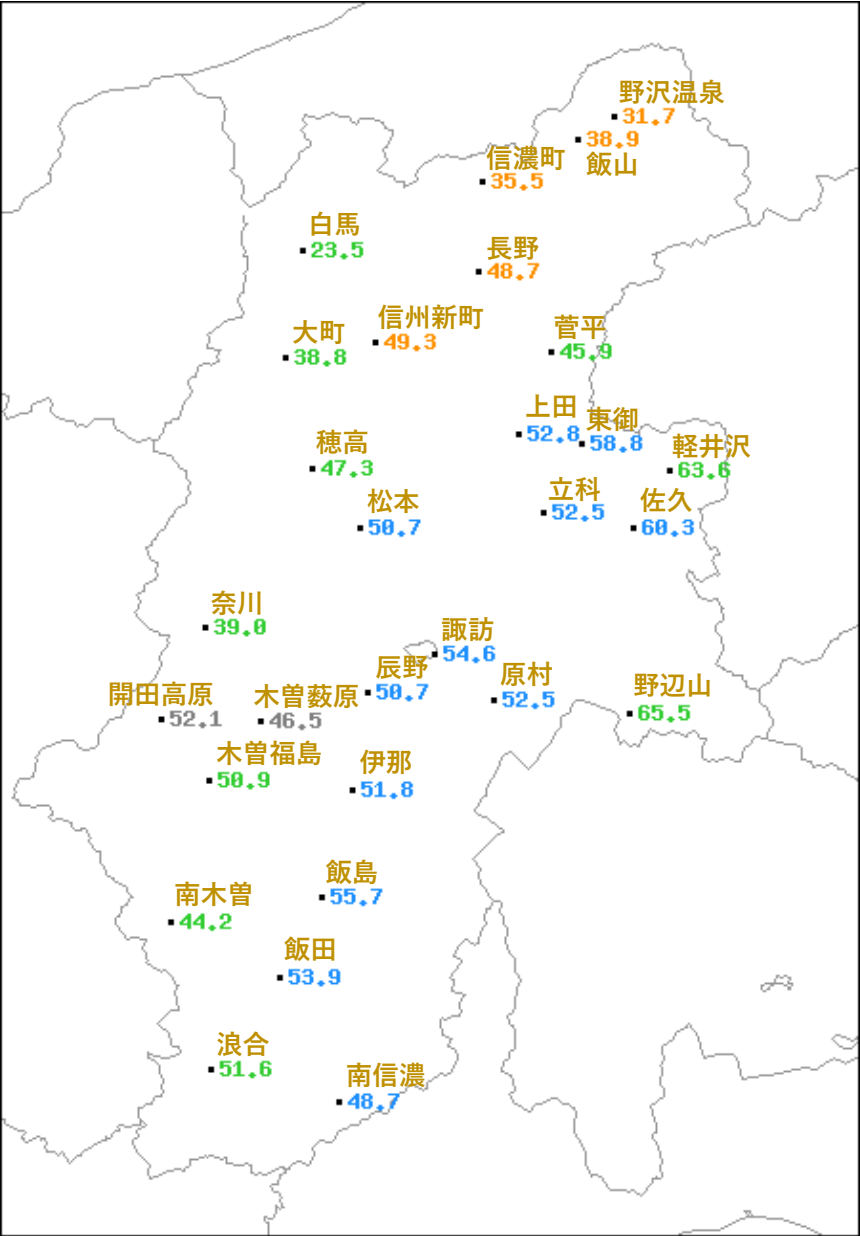 野沢温泉
31.7
38.9
飯山
信濃町
35.5
白馬
23.5
長野
48.7
信州新町
49.3
大町
38.8
菅平
45.9
上田
52.8
東御
58.8
軽井沢
63.6
穂高
47.3
松本
50.7
立科
52.5
佐久
60.3
奈川
39.0
諏訪
54.6
辰野
50.7
原村
52.5
野辺山
65.5
開田高原
52.1
木曽薮原
46.5
木曽福島
50.9
伊那
51.8
飯島
55.7
南木曽
44.2
飯田
53.9
浪合
51.6
南信濃
48.7